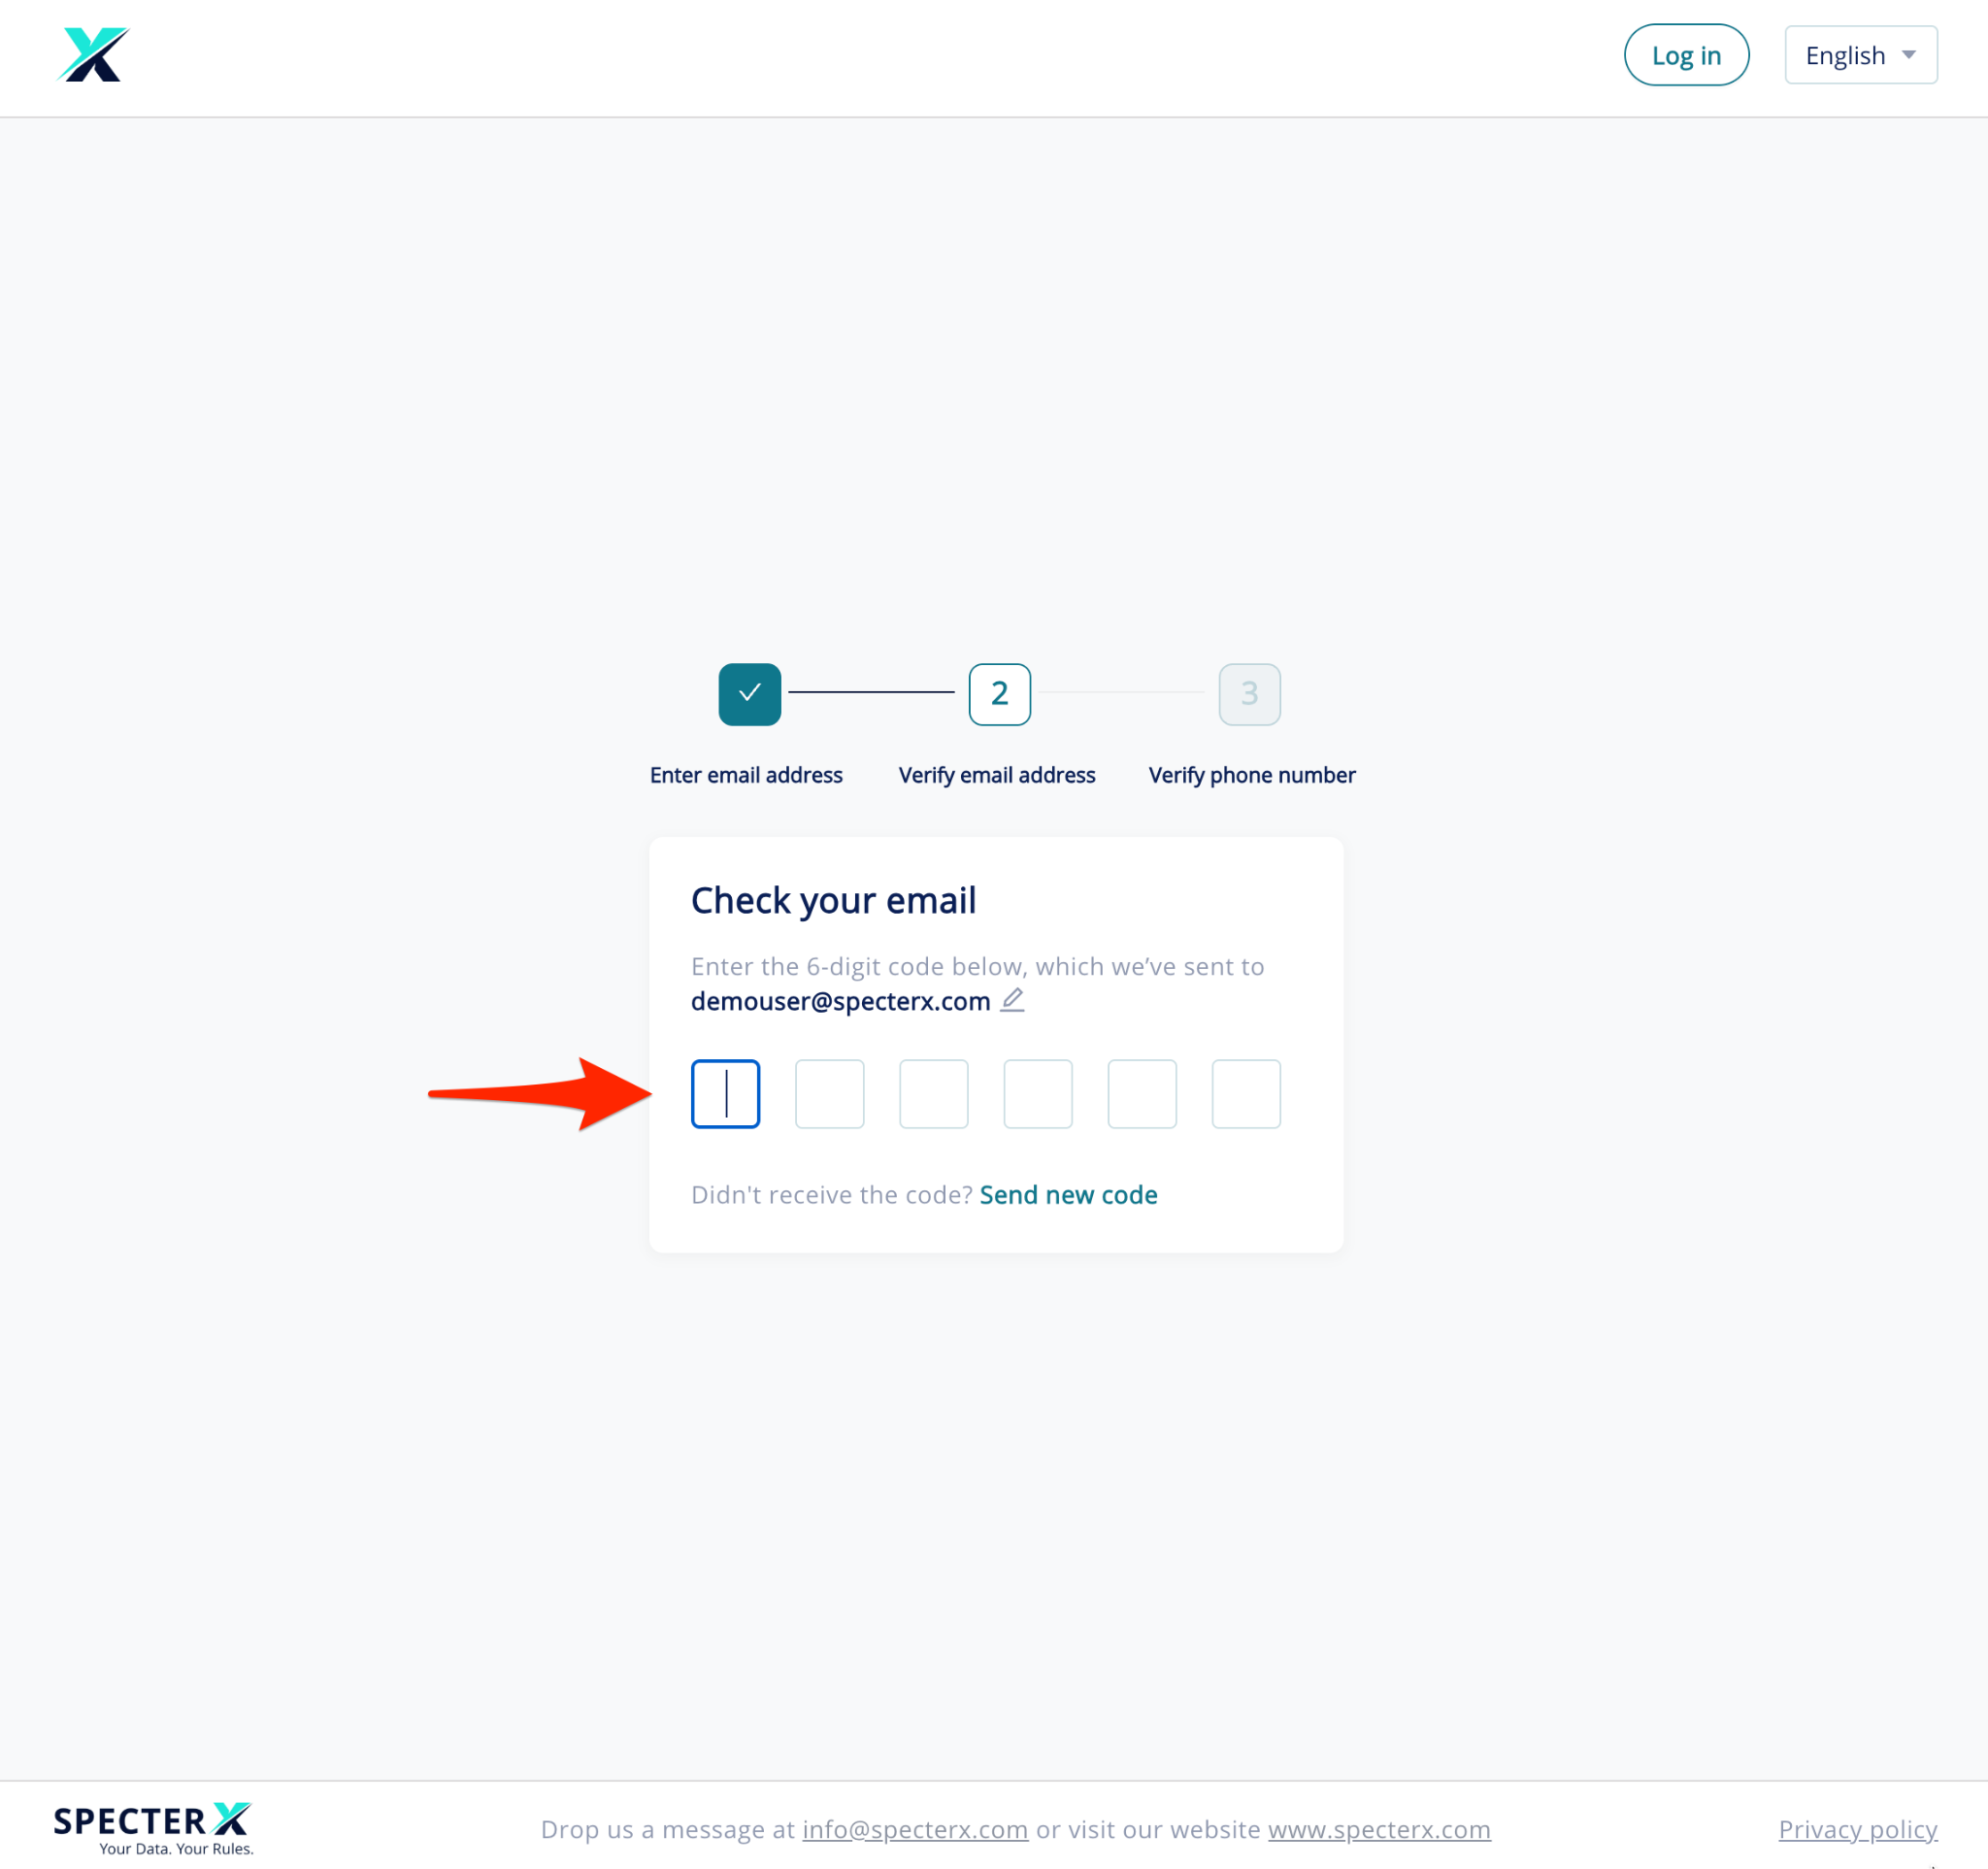 Log in
English
2
3
Enter email address
Verify email address
Verify phone number
Check your email
Enter the 6-digit code below, which we’ve sent to
demouser@specterx.com
Didn't receive the code? Send new code
SPECTERX
Your Data. Your Rules.
Drop us a message at info@specterx.com or visit our website www.specterx.com
Privacy policy